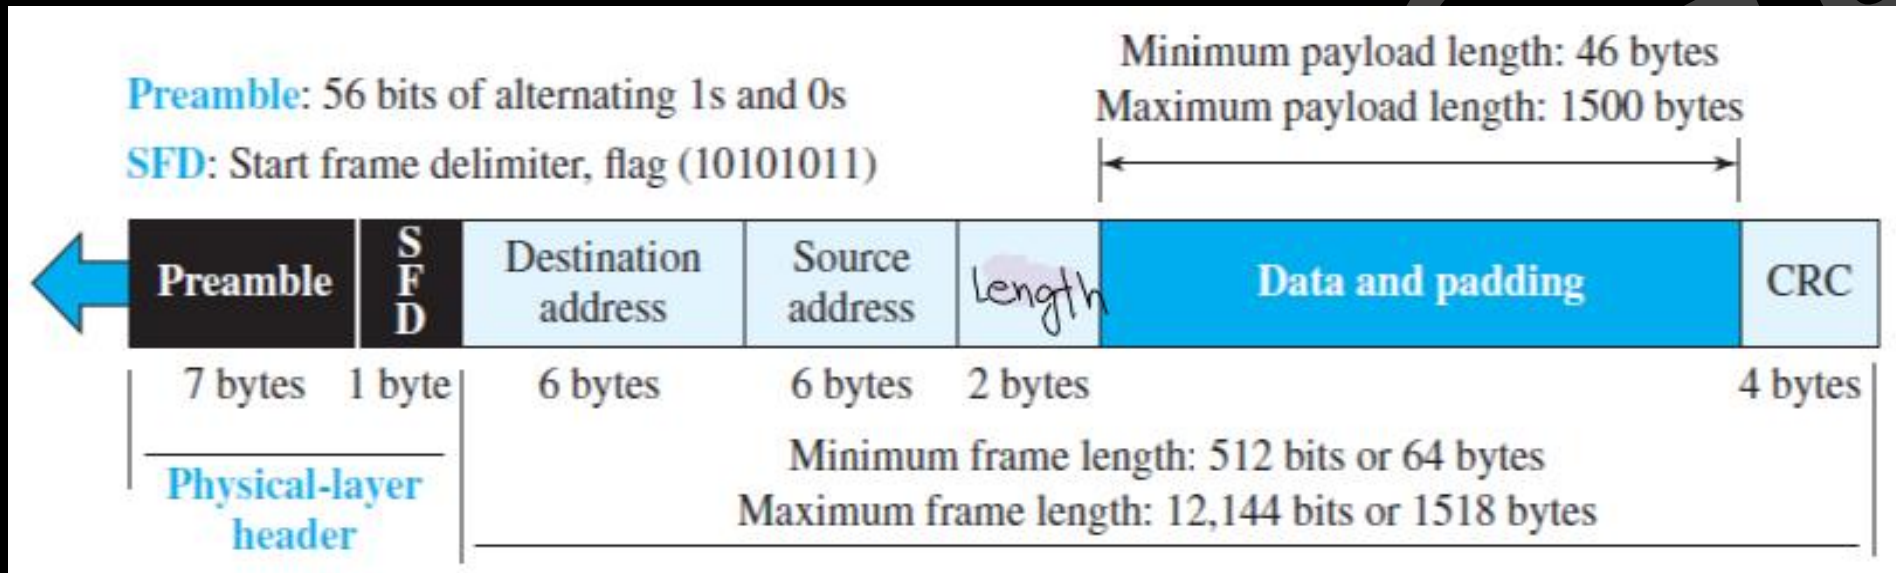 Minimum payload length: 46 bytes
Maximum payload length: 1500 bytes
Preamble: 56 bits of alternating 1s and 0s
SFD: Start frame delimiter, flag (10101011)
Preamble
SFD
Destination
address
Source
address
Length
Data and padding
CRC
7 bytes
1 byte
6 bytes
6 bytes
2 bytes
4 bytes
Physical-layer
header
Minimum frame length: 512 bits or 64 bytes
Maximum frame length: 12,144 bits or 1518 bytes